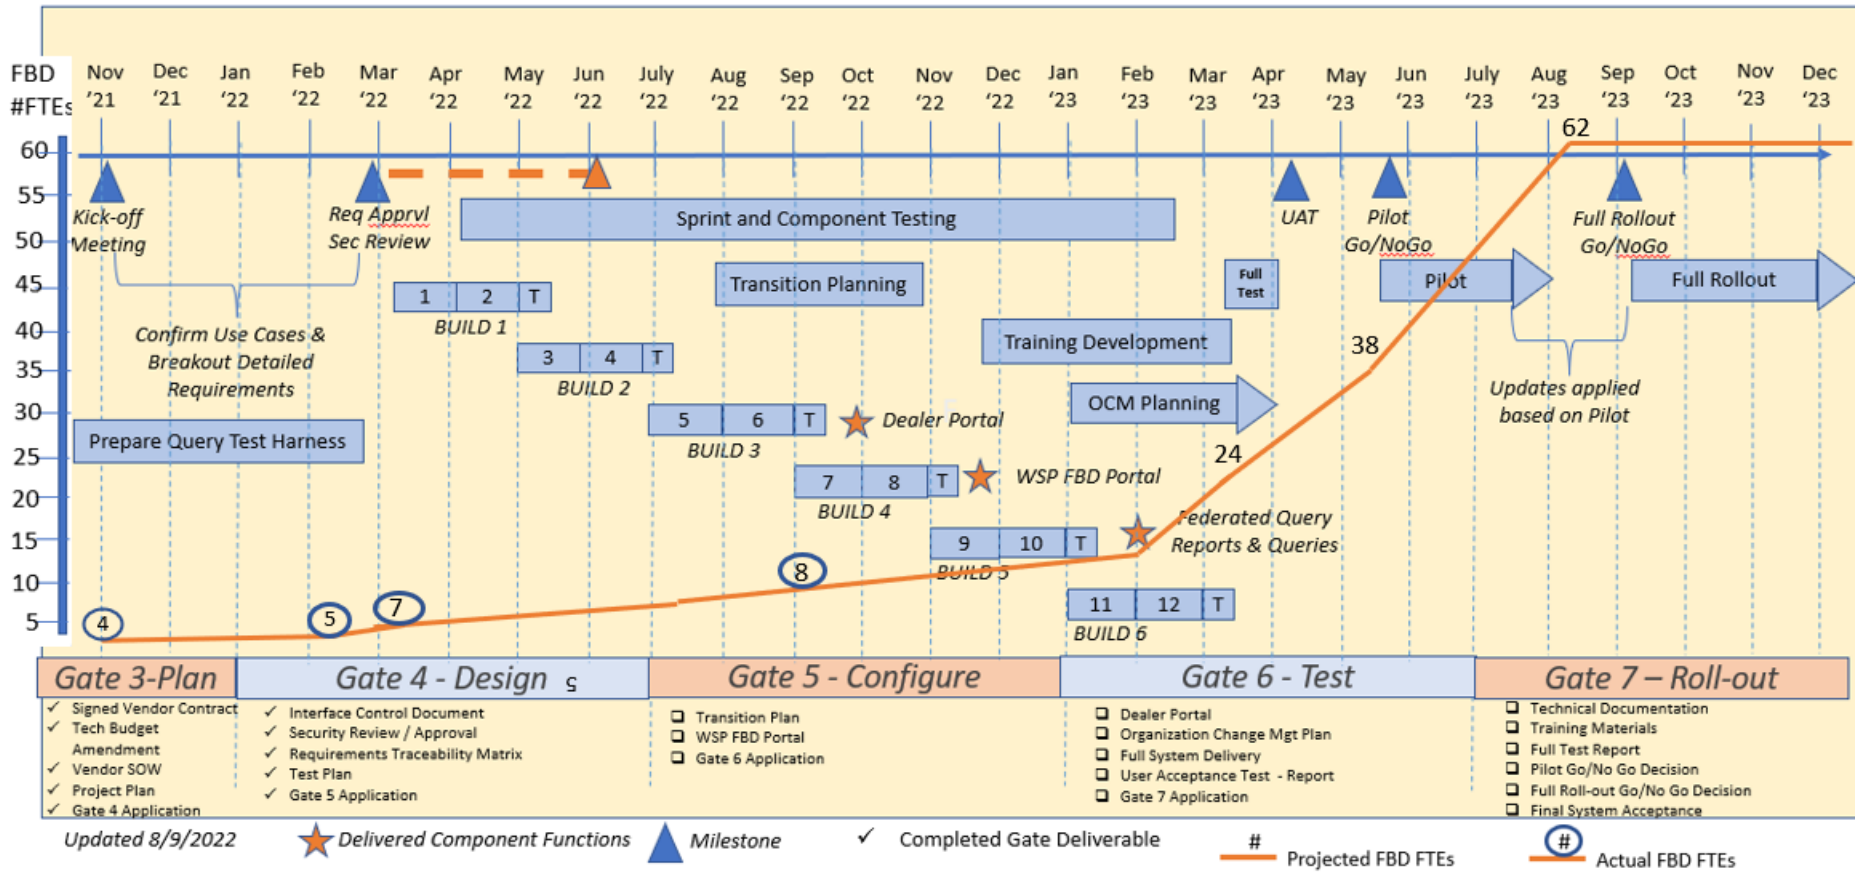 FBD
#FTEs
Nov '21
Dec '21
Jan '22
Feb '22
Mar '22
Apr '22
May '22
Jun '22
July '22
Aug '22
Sep '22
Oct '22
Nov '22
Dec '22
Jan '23
Feb '23
Mar '23
Apr '23
May '23
Jun '23
July '23
Aug '23
Sep '23
Oct '23
Nov '23
Dec '23
60
55
50
45
40
35
30
25
20
15
10
5
62
Kick-off
Meeting
Req Apprvl
Sec Review
Sprint and Component Testing
UAT
Pilot
Go/NoGo
Full Rollout
Go/NoGo
Transition Planning
Full
Test
Pilot
Full Rollout
1 2 T
BUILD 1
Confirm Use Cases &
Breakout Detailed
Requirements
Training Development
38
3 4 T
BUILD 2
OCM Planning
Updates applied
based on Pilot
Prepare Query Test Harness
5 6 T
BUILD 3
Dealer Portal
24
7 8 T
BUILD 4
WSP FBD Portal
9 10 T
BUILD 5
Federated Query
Reports & Queries
11 12 T
BUILD 6
4
5
7
8
Gate 3-Plan
Gate 4 - Design
5
Gate 5 - Configure
Gate 6 - Test
Gate 7 – Roll-out
✓ Signed Vendor Contract
✓ Tech Budget
Amendment
✓ Vendor SOW
✓ Project Plan
✓ Gate 4 Application
✓ Interface Control Document
✓ Security Review / Approval
✓ Requirements Traceability Matrix
✓ Test Plan
✓ Gate 5 Application
❑ Transition Plan
❑ WSP FBD Portal
❑ Gate 6 Application
❑ Dealer Portal
❑ Organization Change Mgt Plan
❑ Full System Delivery
❑ User Acceptance Test - Report
❑ Gate 7 Application
❑ Technical Documentation
❑ Training Materials
❑ Full Test Report
❑ Pilot Go/No Go Decision
❑ Full Roll-out Go/No Go Decision
❑ Final System Acceptance
Updated 8/9/2022
Delivered Component Functions
Milestone
✓ Completed Gate Deliverable
# Projected FBD FTEs
# Actual FBD FTEs